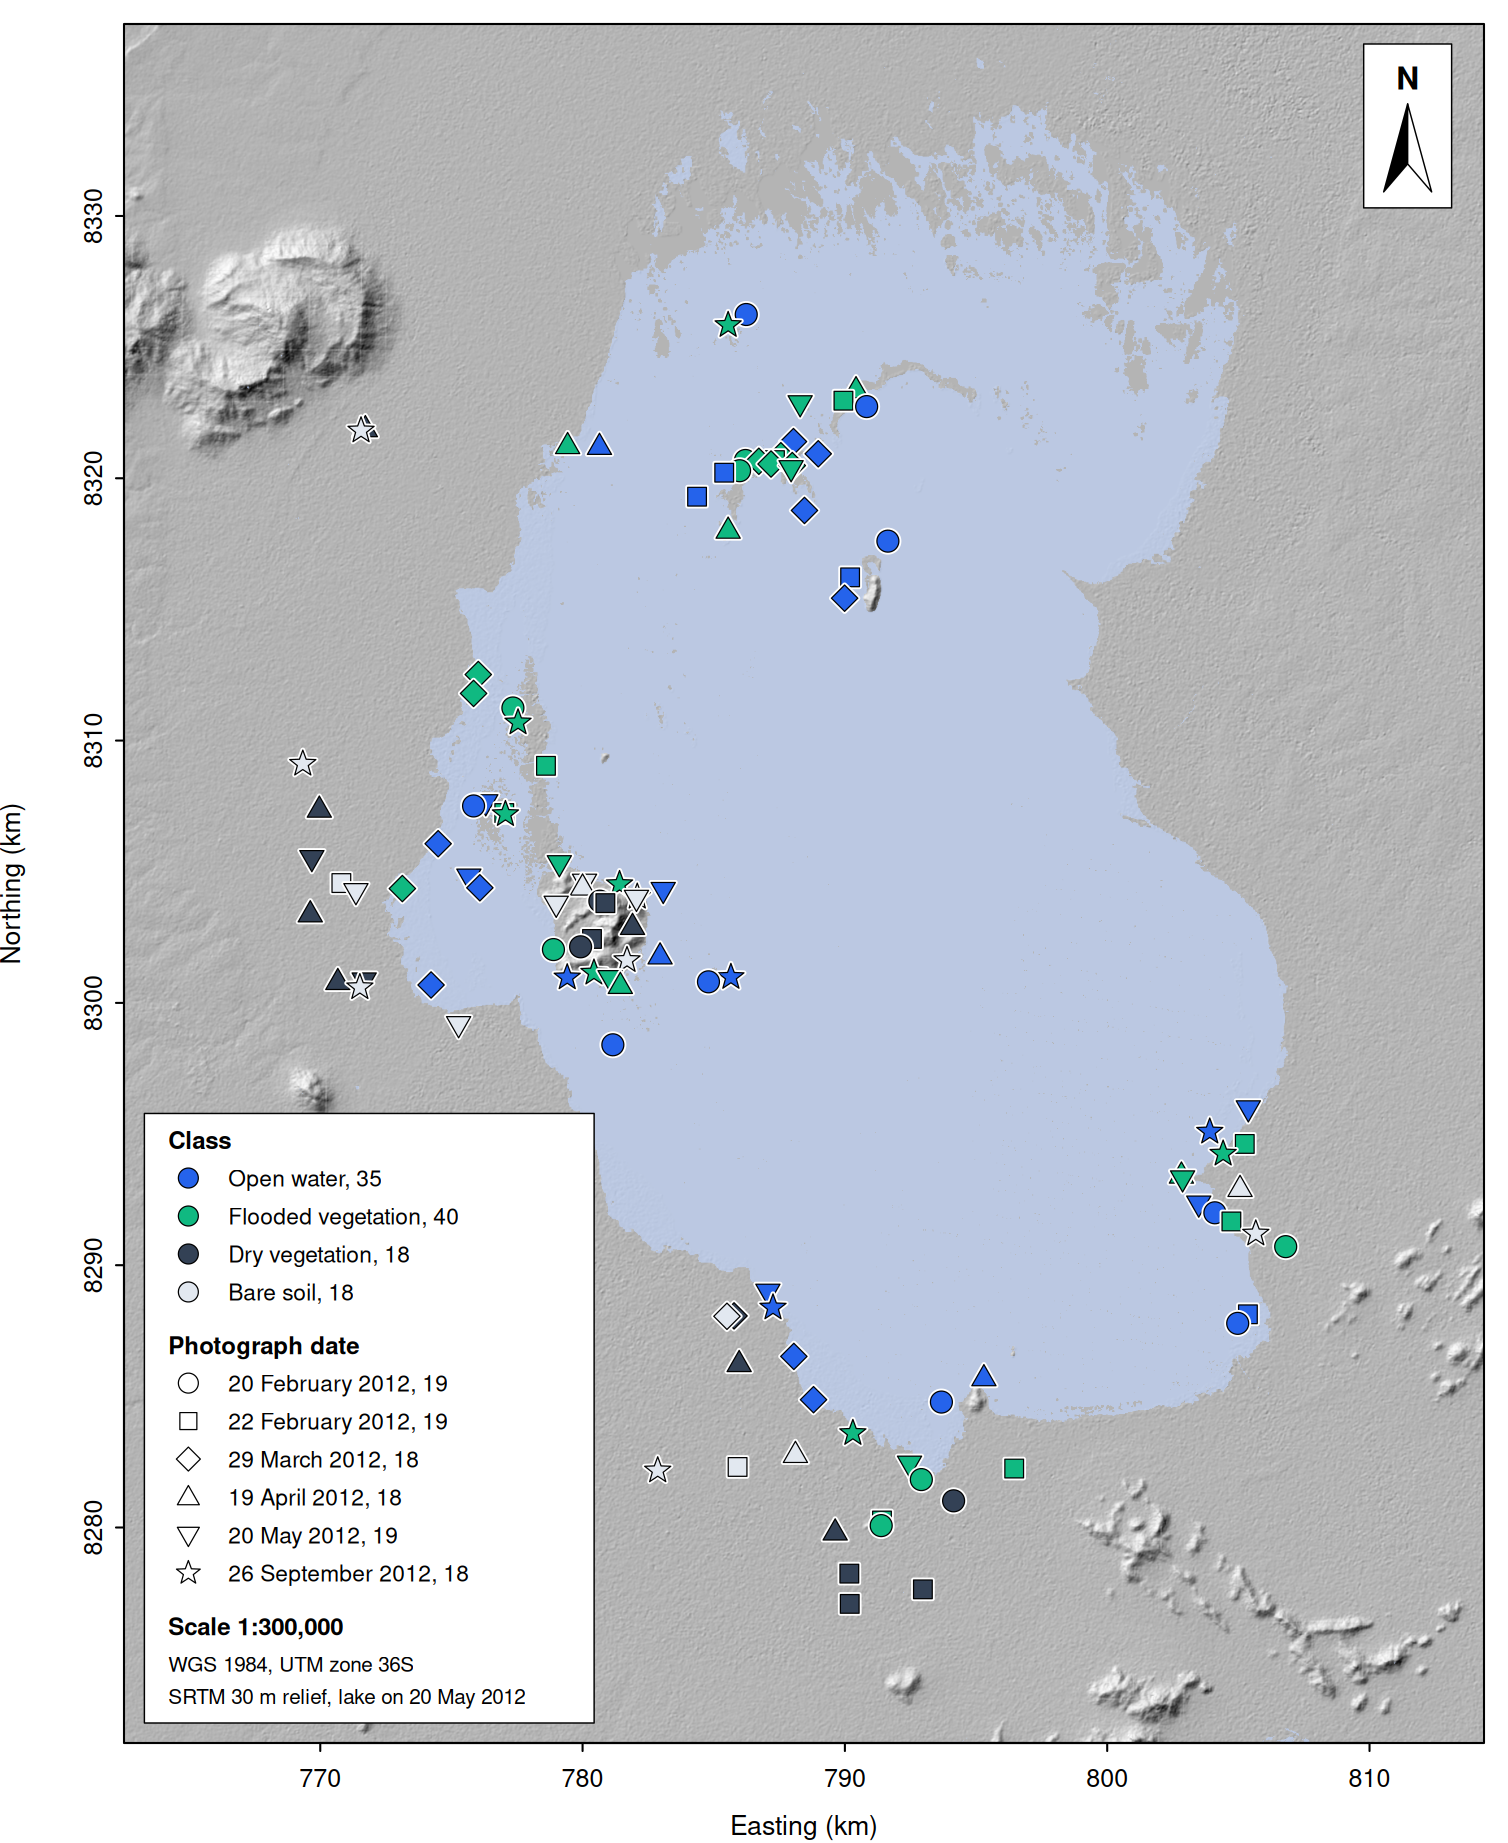 N
8330
8320
8310
8300
8290
8280
Northing (km)
Class
Open water, 35
Flooded vegetation, 40
Dry vegetation, 18
Bare soil, 18
Photograph date
20 February 2012, 19
22 February 2012, 19
29 March 2012, 18
19 April 2012, 18
20 May 2012, 19
26 September 2012, 18
Scale 1:300,000
WGS 1984, UTM zone 36S
SRTM 30 m relief, lake on 20 May 2012
770 780 790 800 810
Easting (km)